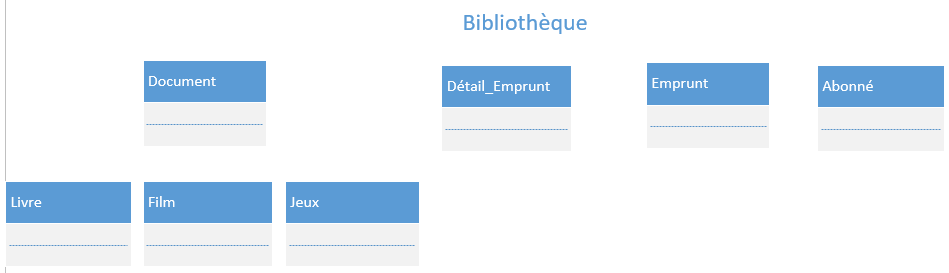 Bibliothèque
Document
Détail_Emprunt
Emprunt
Abonné
Livre
Film
Jeux